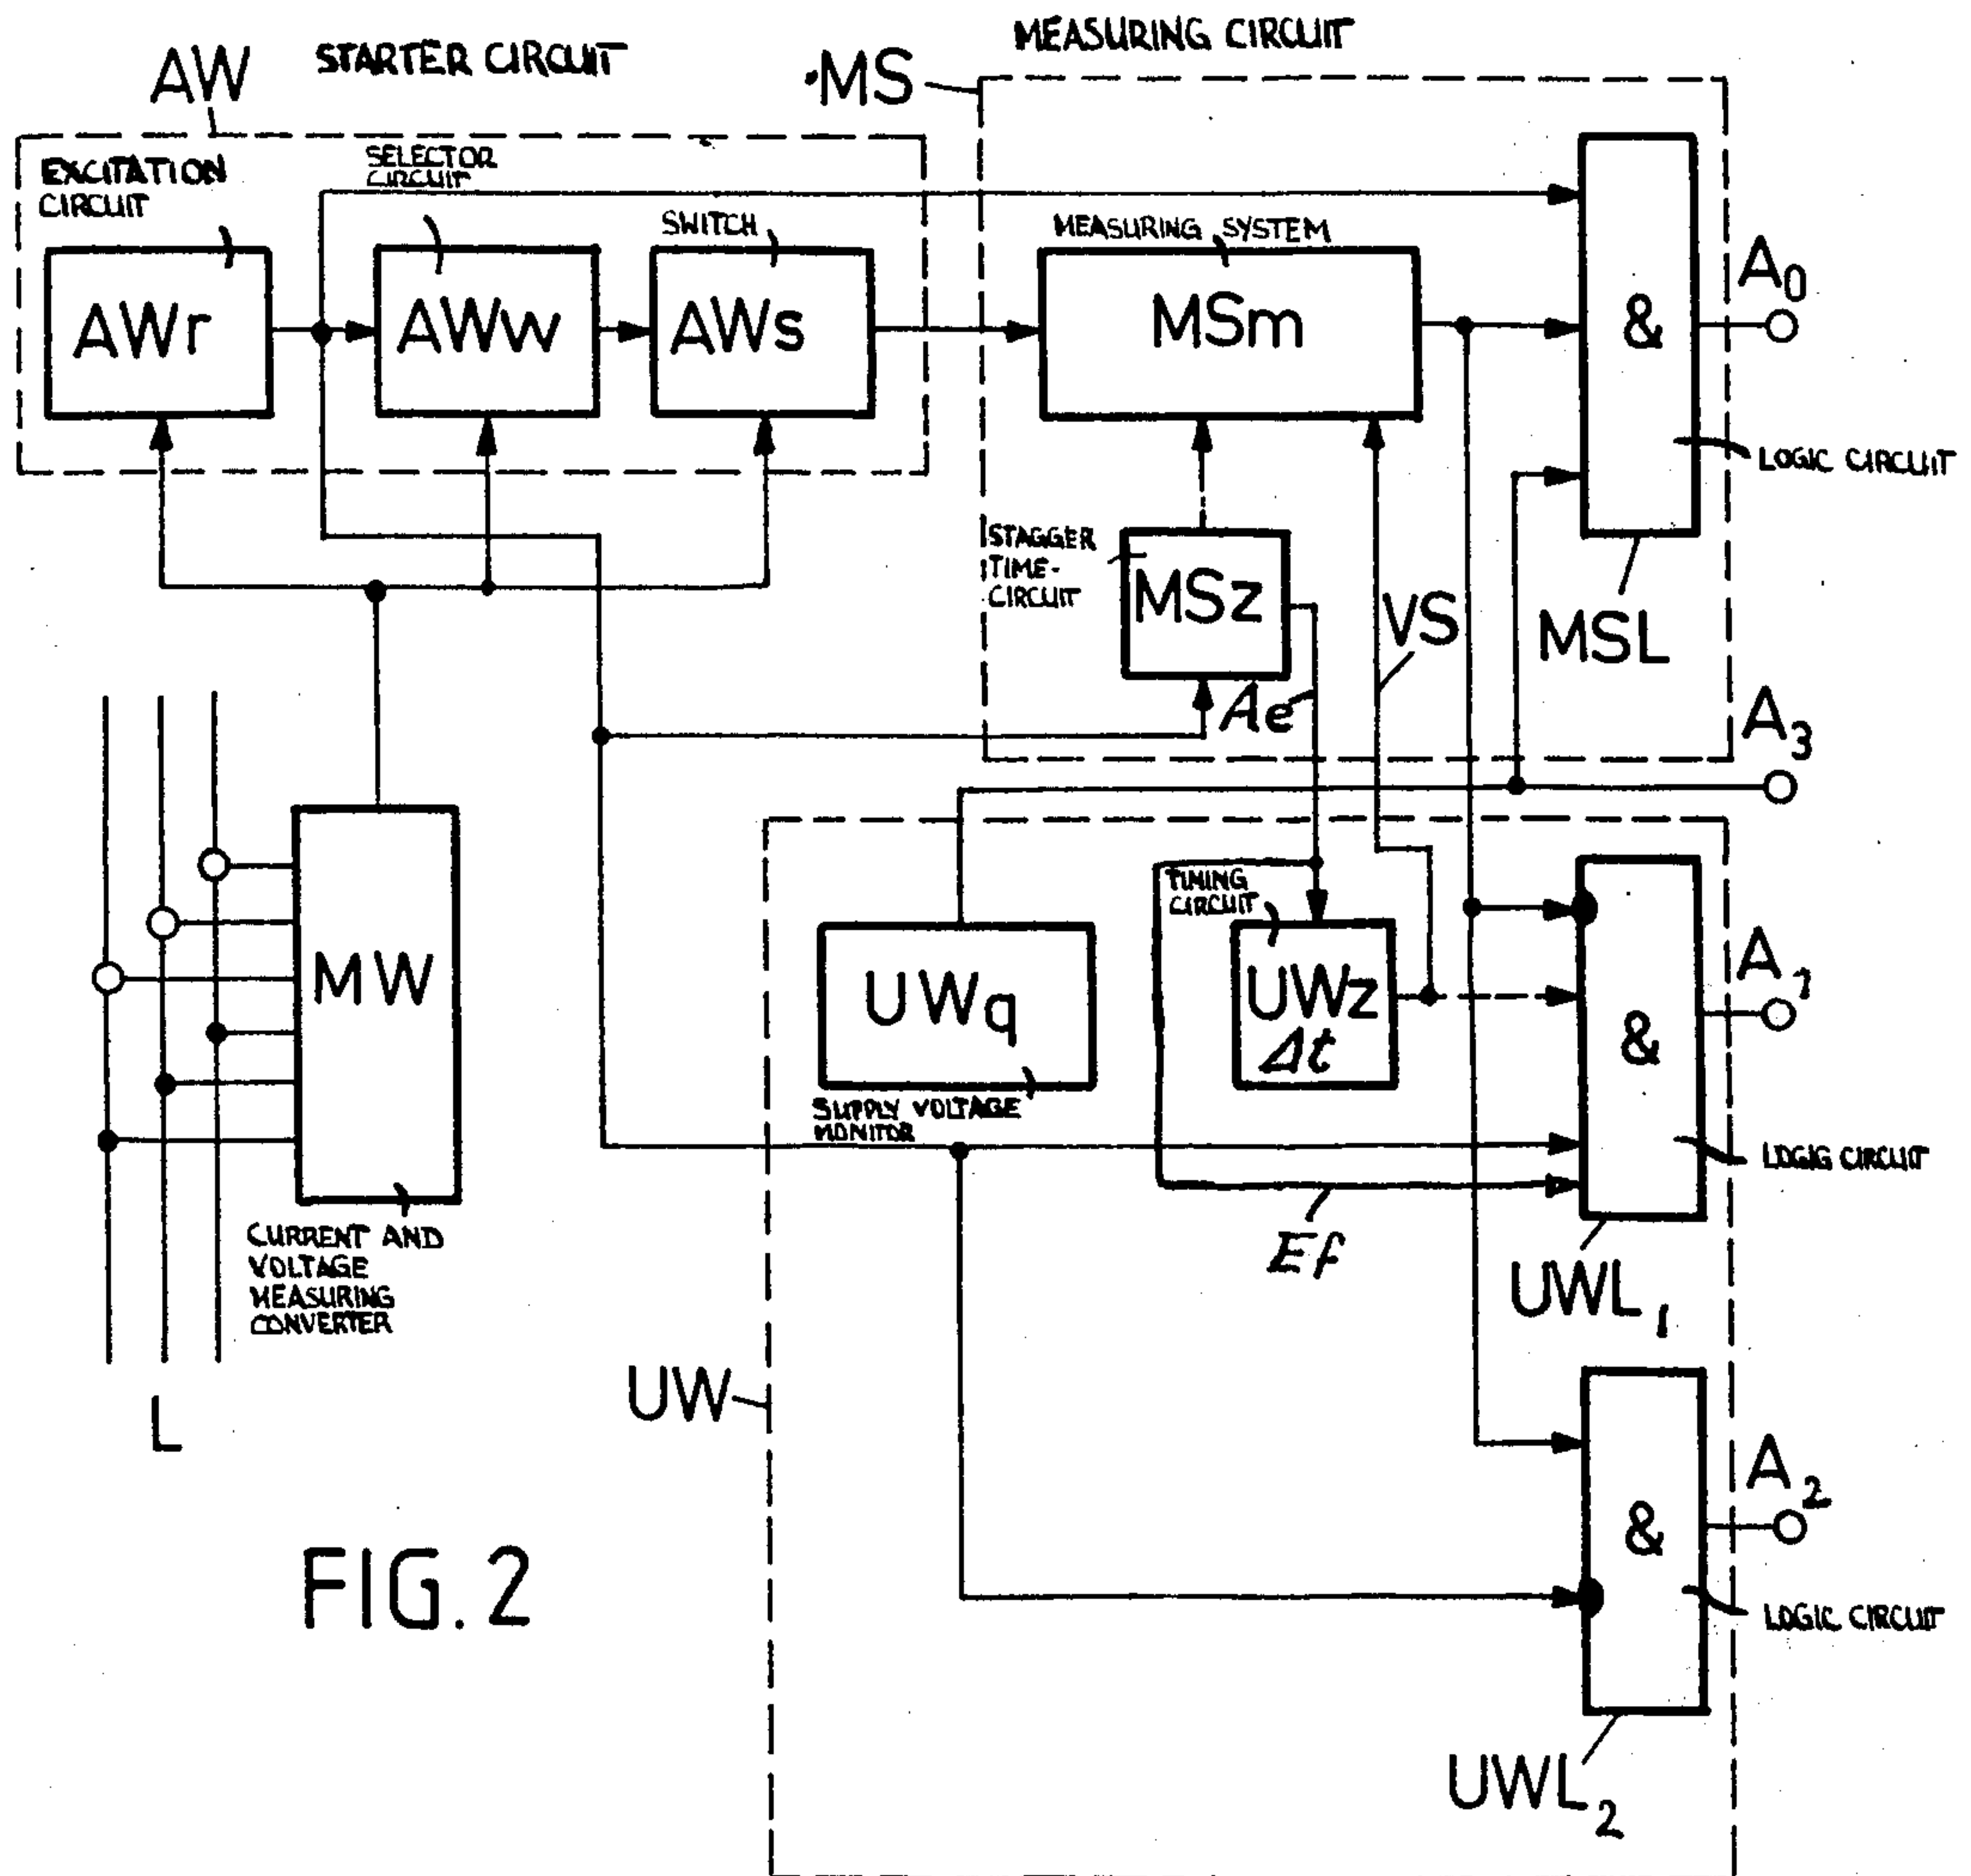 MEASURING CIRCUIT
AW
STARTER CIRCUIT
MS
EXCITATION
CIRCUIT
SELECTOR
CIRCUIT
SWITCH
MEASURING SYSTEM
AWr
AWw
AWs
MSm
&
A0
LOGIC CIRCUIT
STAGGER
TIME-
CIRCUIT
MSz
VS
MSL
Ae
A3
TIMING
CIRCUIT
MW
UWq
UWz
Δt
&
A1
SUPPLY VOLTAGE
MONITOR
LOGIG CIRCUIT
Ef
CURRENT AND
VOLTAGE
MEASURING
CONVERTER
UWL1
UW
L
&
A2
FIG. 2
LOGIC CIRCUIT
UWL2